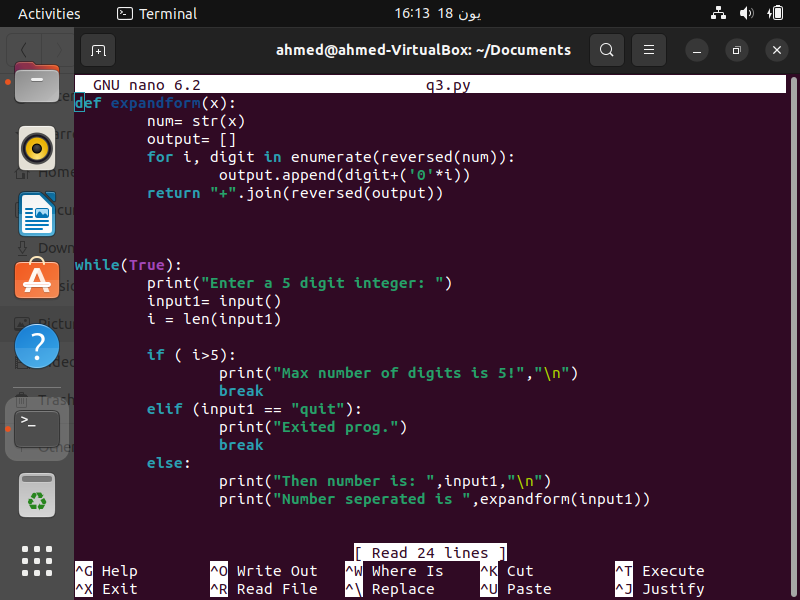 Activities Terminal 16:13 18 يون
ahmed@ahmed-VirtualBox: ~/Documents
GNU nano 6.2 q3.py
def expandform(x):
num= str(x)
output= []
for i, digit in enumerate(reversed(num)):
output.append(digit+('0'*i))
return "+".join(reversed(output))
while(True):
print("Enter a 5 digit integer: ")
input1= input()
i = len(input1)
if ( i>5):
print("Max number of digits is 5!","\n")
break
elif (input1 == "quit"):
print("Exited prog.")
break
else:
print("Then number is: ",input1,"\n")
print("Number seperated is ",expandform(input1))
[ Read 24 lines ]
^G Help ^O Write Out ^W Where Is ^K Cut ^T Execute
^X Exit ^R Read File ^\ Replace ^U Paste ^J Justify